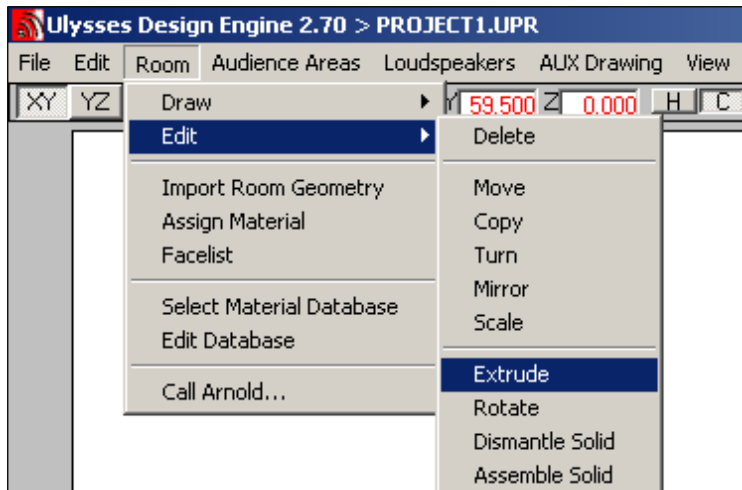 Ulysses Design Engine 2.70 > PROJECT1.UPR
File Edit Room Audience Areas Loudspeakers AUX Drawing View
XY YZ Y 59.500 Z 0.000 H C
Draw
Edit
Import Room Geometry
Assign Material
Facelist
Select Material Database
Edit Database
Call Arnold...
Delete
Move
Copy
Turn
Mirror
Scale
Extrude
Rotate
Dismantle Solid
Assemble Solid